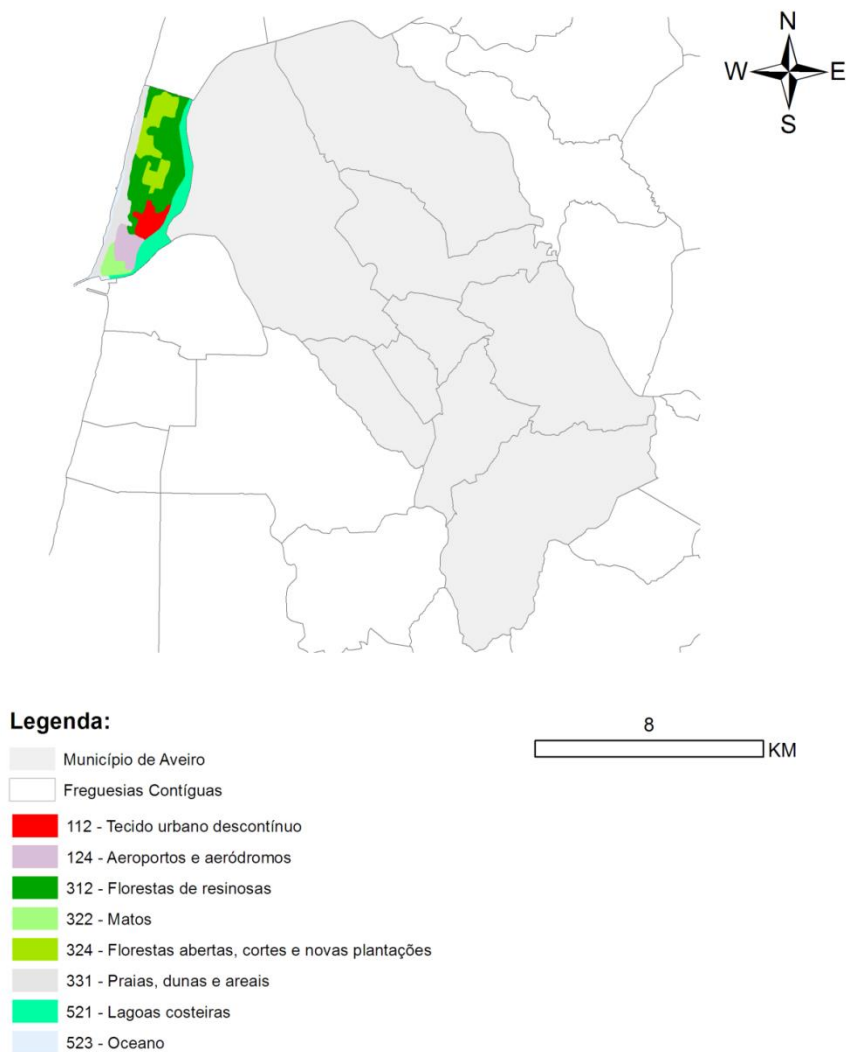 N
W E
S
Legenda:
8
KM
Município de Aveiro
Freguesias Contíguas
112 - Tecido urbano descontínuo
124 - Aeroportos e aeródromos
312 - Florestas de resinosas
322 - Matos
324 - Florestas abertas, cortes e novas plantações
331 - Praias, dunas e areais
521 - Lagoas costeiras
523 - Oceano